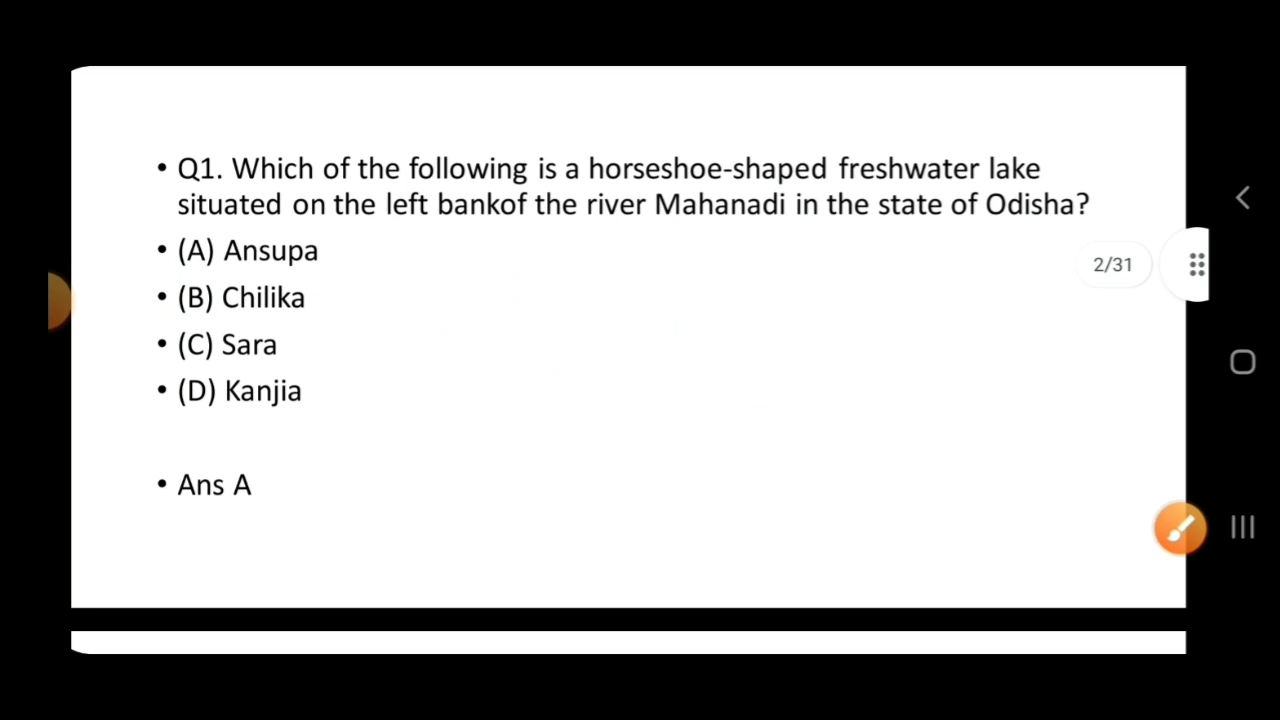 • Q1. Which of the following is a horseshoe-shaped freshwater lake
situated on the left bankof the river Mahanadi in the state of Odisha?
• (A) Ansupa
2/31
• (B) Chilika
• (C) Sara
• (D) Kanjia
• Ans A